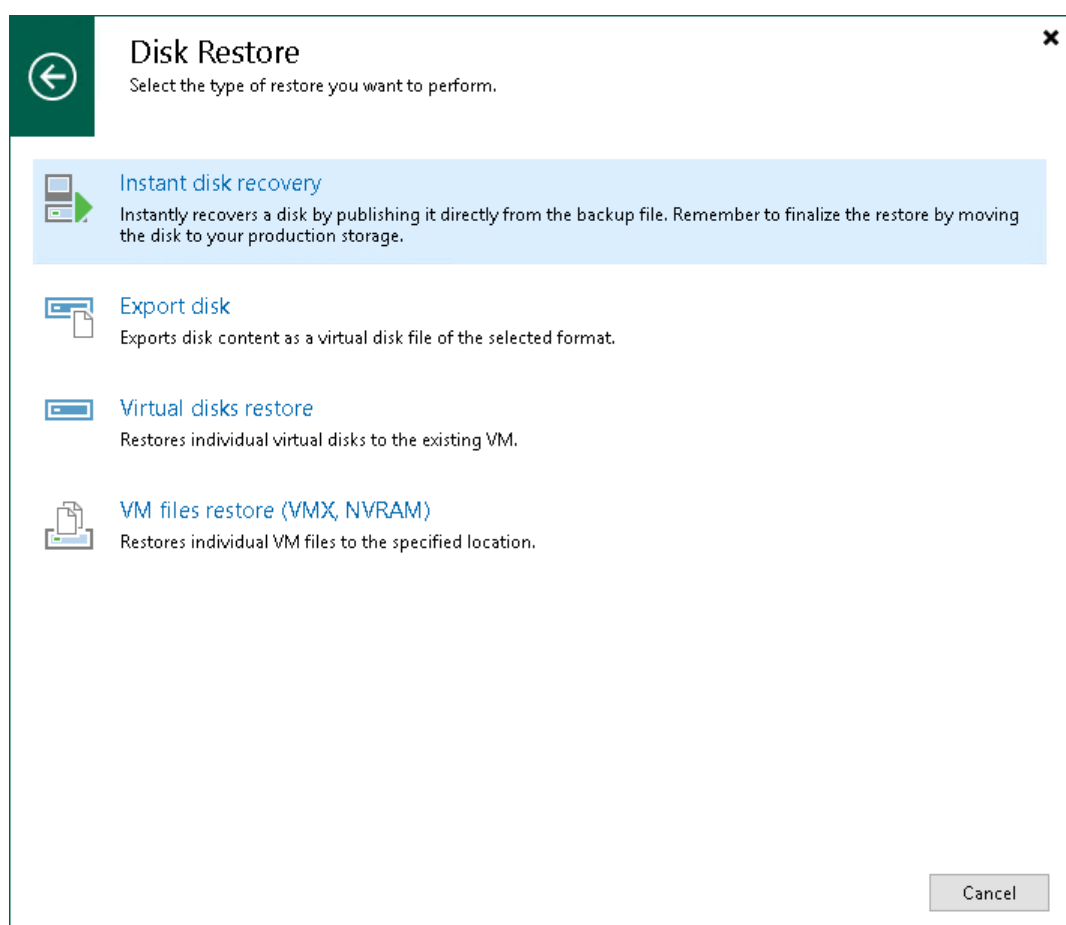 Disk Restore
Select the type of restore you want to perform.
Instant disk recovery
Instantly recovers a disk by publishing it directly from the backup file. Remember to finalize the restore by moving
the disk to your production storage.
Export disk
Exports disk content as a virtual disk file of the selected format.
Virtual disks restore
Restores individual virtual disks to the existing VM.
VM files restore (VMX, NVRAM)
Restores individual VM files to the specified location.
Cancel